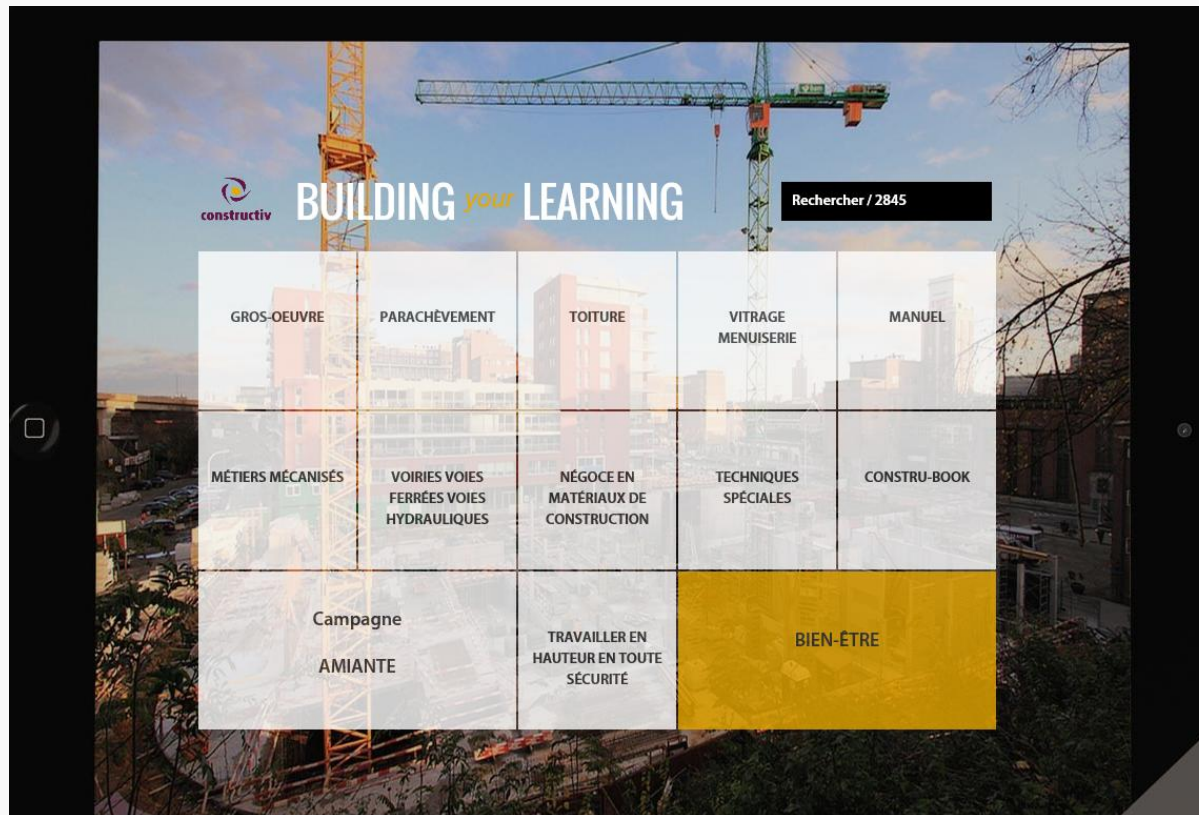 constructiv
BUILDING your LEARNING
Rechercher / 2845
GROS-OEUVRE
PARACHÈVEMENT
TOITURE
VITRAGE
MENUISERIE
MANUEL
MÉTIERS MÉCANISÉS
VOIRIES VOIES
FERRÉES VOIES
HYDRAULIQUES
NÉGOCE EN
MATÉRIAUX DE
CONSTRUCTION
TECHNIQUES
SPÉCIALES
CONSTRU-BOOK
Campagne
AMIANTE
TRAVAILLER EN
HAUTEUR EN TOUTE
SÉCURITÉ
BIEN-ÊTRE